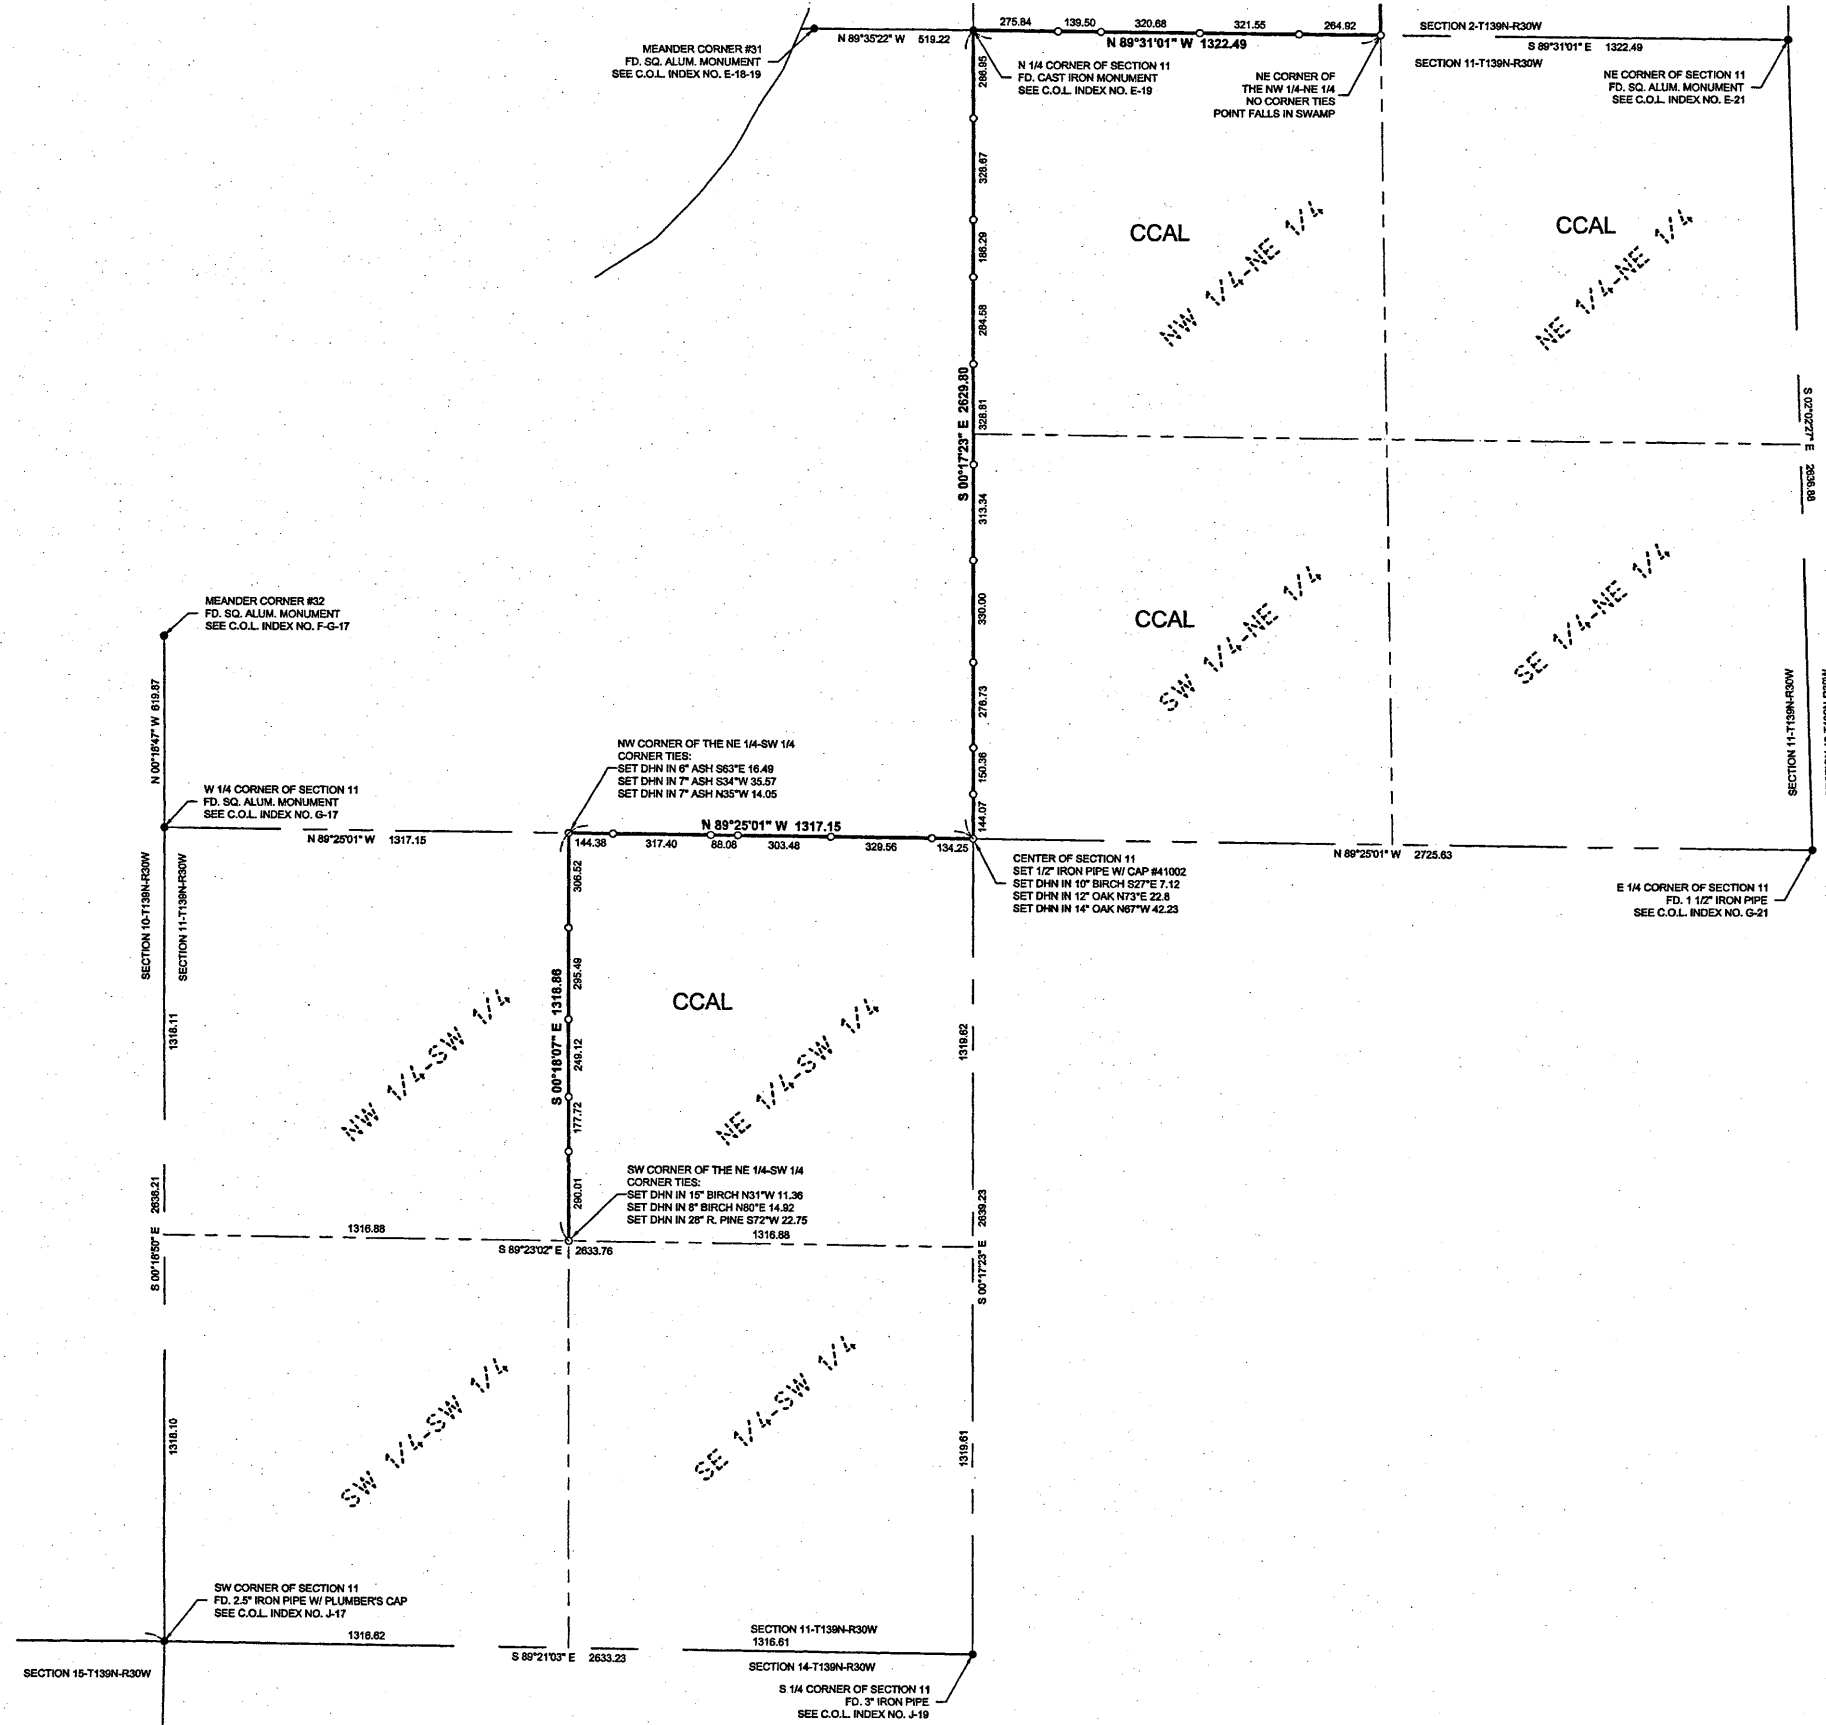 275.84
139.50
320.68
321.55
264.92
SECTION 2-T139N-R30W
N 89°35'22" W 519.22
N 89°31'01" W 1322.49
S 89°31'01" E 1322.49
SECTION 11-T139N-R30W
MEANDER CORNER #31
FD. SQ. ALUM. MONUMENT
SEE C.O.L. INDEX NO. E-18-19
N 1/4 CORNER OF SECTION 11
FD. CAST IRON MONUMENT
SEE C.O.L. INDEX NO. E-19
NE CORNER OF
THE NW 1/4-NE 1/4
NO CORNER TIES
POINT FALLS IN SWAMP
NE CORNER OF SECTION 11
FD. SQ. ALUM. MONUMENT
SEE C.O.L. INDEX NO. E-21
286.95
328.67
186.29
284.58
328.81
313.34
330.00
276.73
150.36
144.07
S 00°17'23" E 2629.80
CCAL
NW 1/4-NE 1/4
CCAL
NE 1/4-NE 1/4
S 02°02'27" E 2636.88
CCAL
SW 1/4-NE 1/4
SE 1/4-NE 1/4
SECTION 11-T139N-R30W
MEANDER CORNER #32
FD. SQ. ALUM. MONUMENT
SEE C.O.L. INDEX NO. F-G-17
N 00°18'47" W 619.87
W 1/4 CORNER OF SECTION 11
FD. SQ. ALUM. MONUMENT
SEE C.O.L. INDEX NO. G-17
NW CORNER OF THE NE 1/4-SW 1/4
CORNER TIES:
SET DHN IN 6" ASH S63°E 16.49
SET DHN IN 7" ASH S34°W 35.57
SET DHN IN 7" ASH N35°W 14.05
N 89°25'01" W 1317.15
N 89°25'01" W 1317.15
144.38
317.40
88.08
303.48
329.56
134.25
N 89°25'01" W 2725.63
CENTER OF SECTION 11
SET 1/2" IRON PIPE W/ CAP #41002
SET DHN IN 10" BIRCH S27°E 7.12
SET DHN IN 12" OAK N73°E 22.8
SET DHN IN 14" OAK N67°W 42.23
E 1/4 CORNER OF SECTION 11
FD. 1 1/2" IRON PIPE
SEE C.O.L. INDEX NO. G-21
SECTION 10-T139N-R30W
SECTION 11-T139N-R30W
1318.11
NW 1/4-SW 1/4
306.52
295.49
249.12
177.72
290.01
S 00°18'07" E 1318.86
CCAL
NE 1/4-SW 1/4
1319.62
SW CORNER OF THE NE 1/4-SW 1/4
CORNER TIES:
SET DHN IN 15" BIRCH N31°W 11.36
SET DHN IN 8" BIRCH N80°E 14.92
SET DHN IN 28" R. PINE S72°W 22.75
1316.88
1316.88
S 89°23'02" E 2633.76
S 00°18'50" E 2636.21
S 00°17'23" E 2639.23
SW 1/4-SW 1/4
SE 1/4-SW 1/4
1318.10
1319.61
SW CORNER OF SECTION 11
FD. 2.5" IRON PIPE W/ PLUMBER'S CAP
SEE C.O.L. INDEX NO. J-17
1316.62
SECTION 11-T139N-R30W
1316.61
S 89°21'03" E 2633.23
SECTION 15-T139N-R30W
SECTION 14-T139N-R30W
S 1/4 CORNER OF SECTION 11
FD. 3" IRON PIPE
SEE C.O.L. INDEX NO. J-19